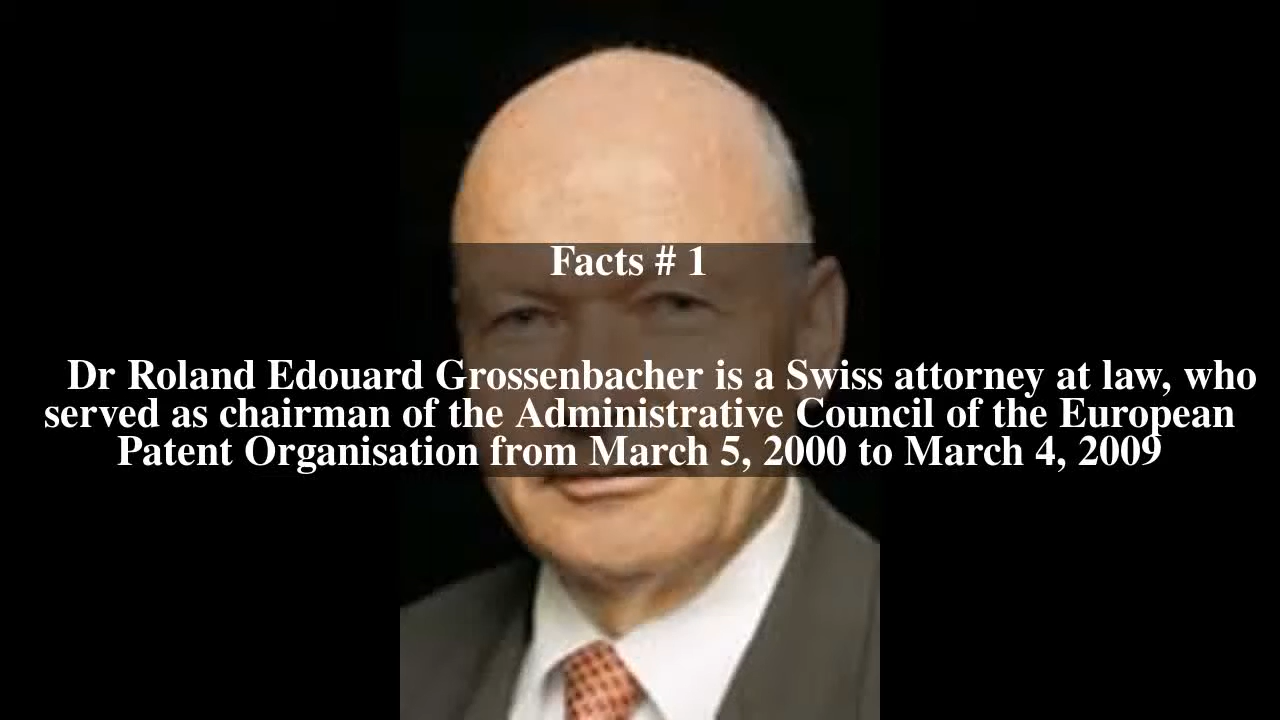 Facts # 1
Dr Roland Edouard Grossenbacher is a Swiss attorney at law, who
served as chairman of the Administrative Council of the European
Patent Organisation from March 5, 2000 to March 4, 2009